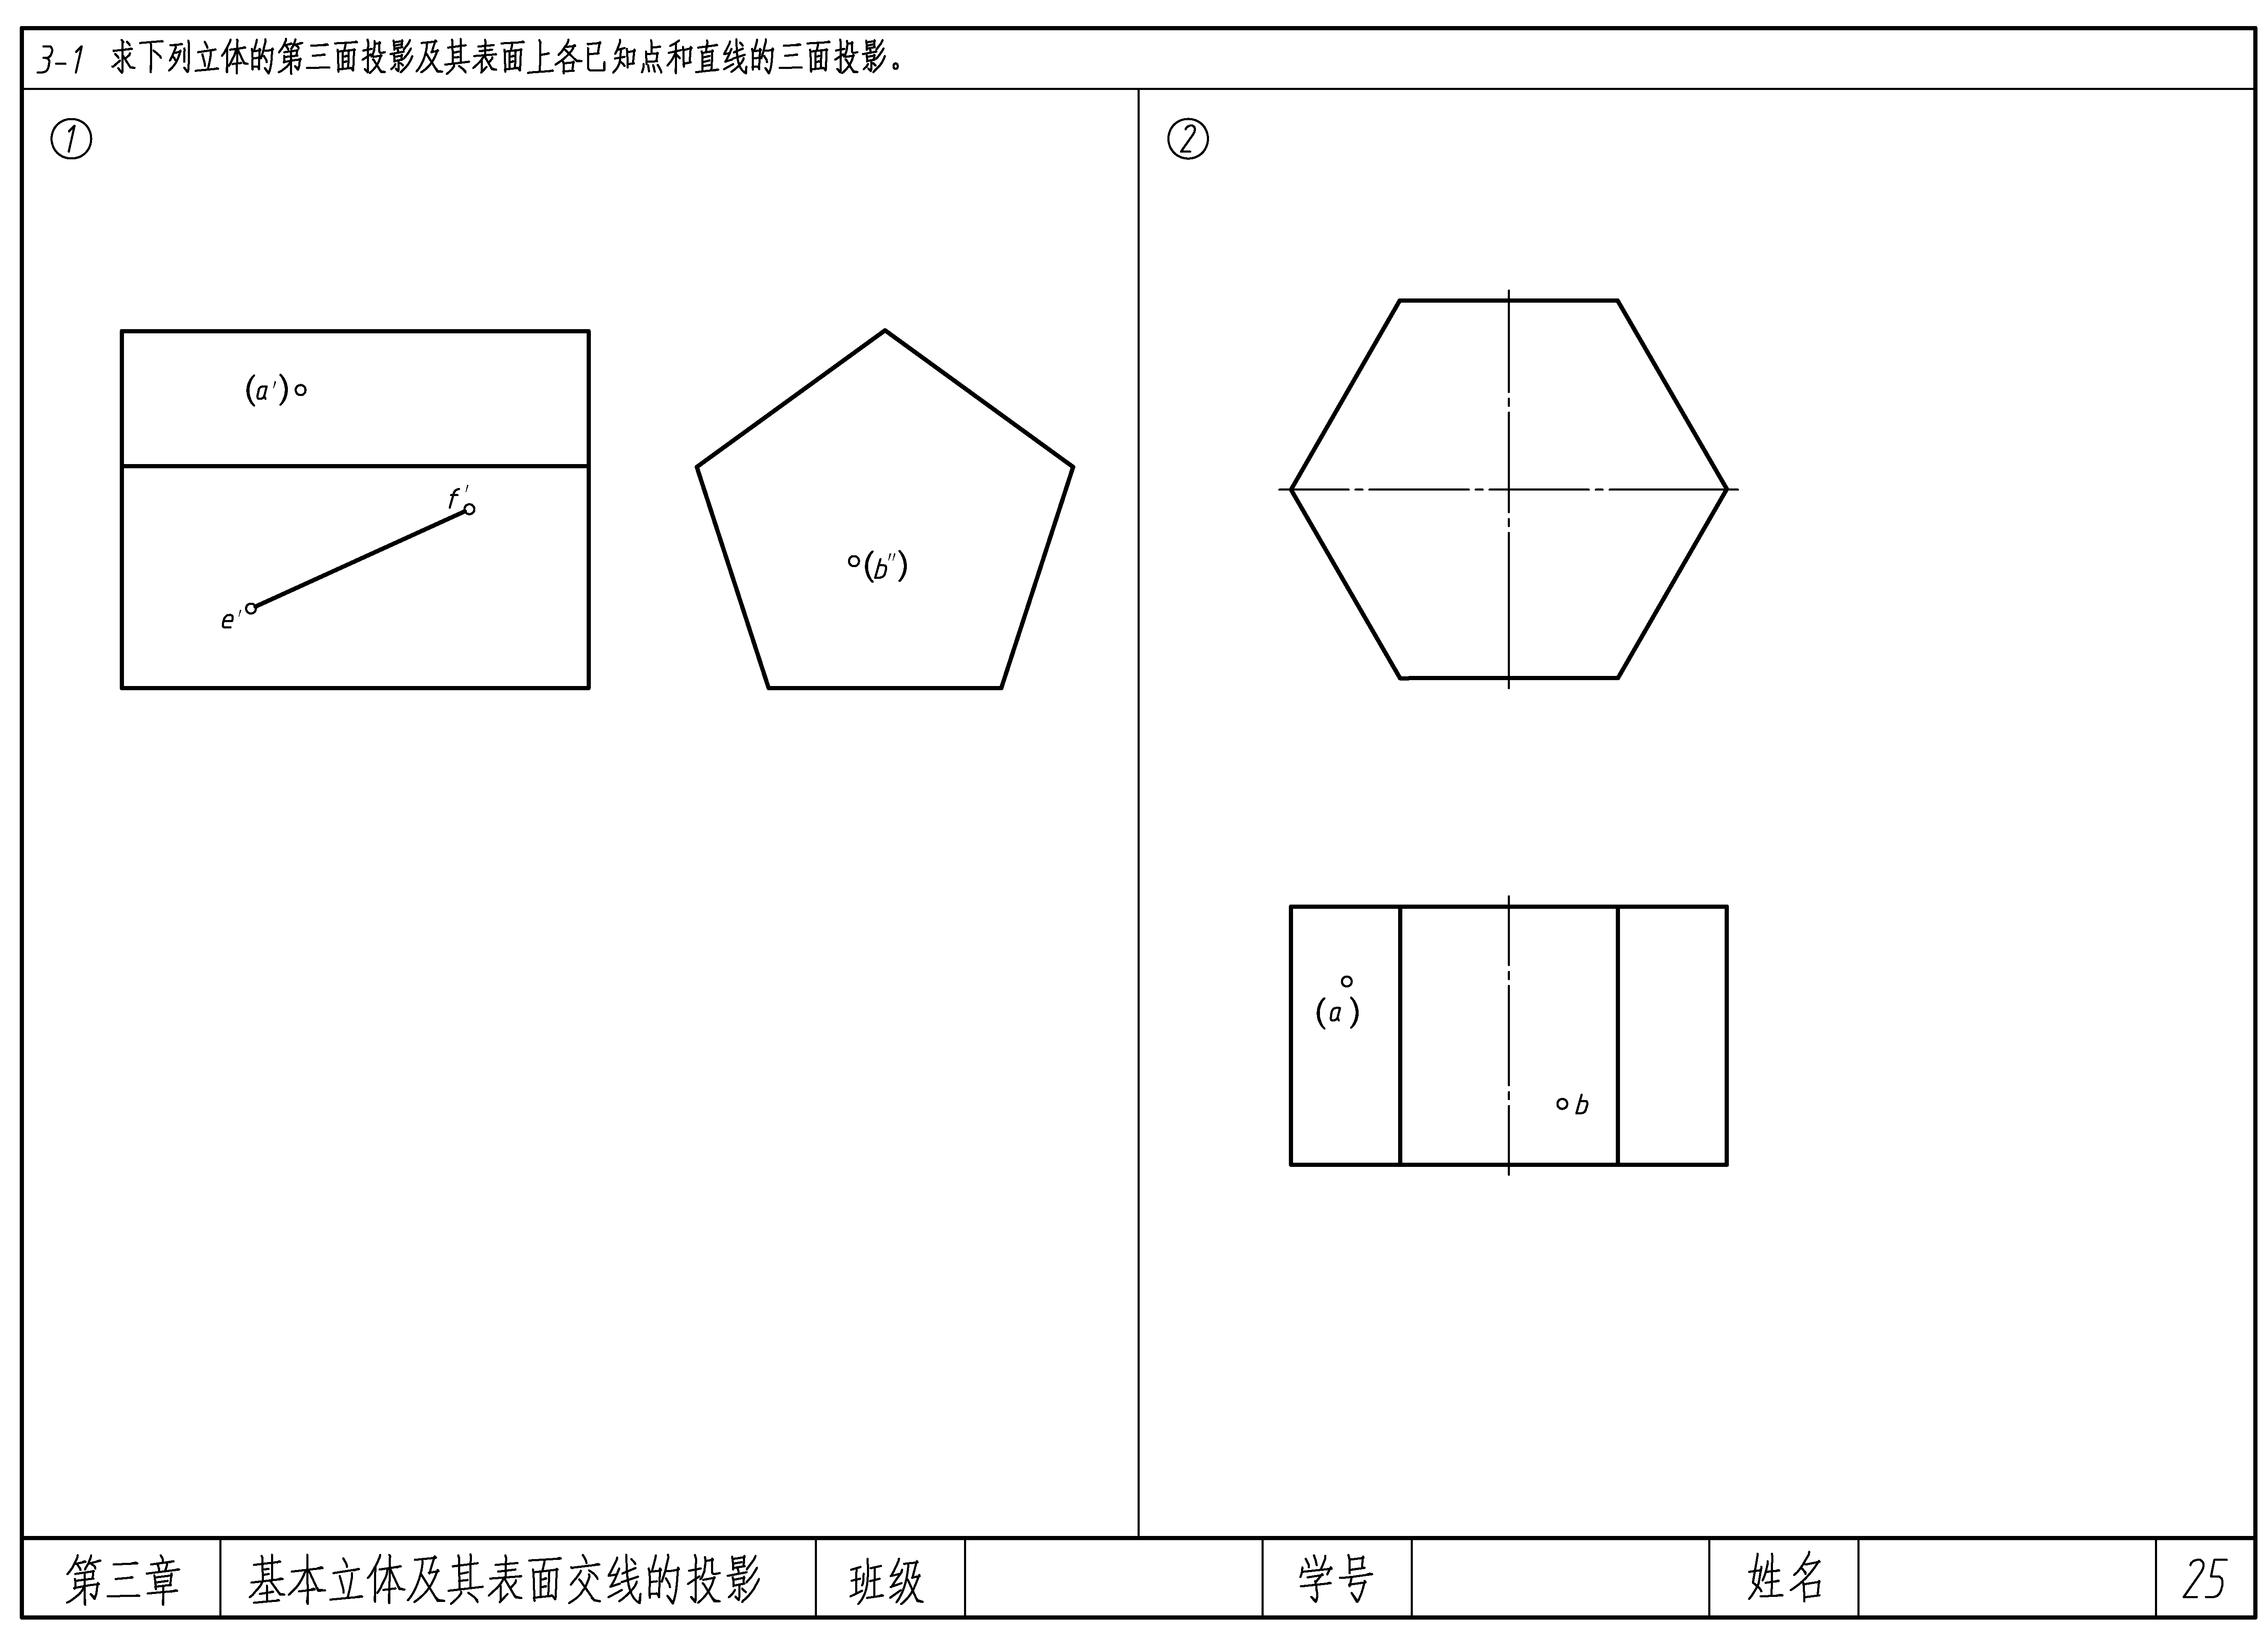 3-1 求下列立体的第三面投影及其表面上各已知点和直线的三面投影。
①
②
(a')
f'
e'
(b'')
(a)
b
第三章 基本立体及其表面交线的投影 班级 学号 姓名 25